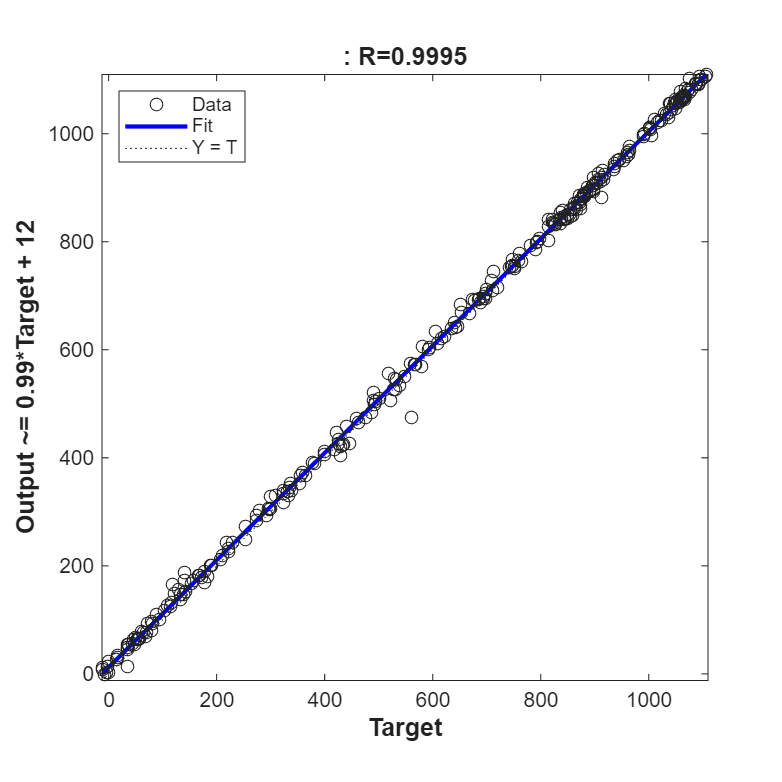 : R=0.9995
Data
Fit
Y = T
Output ~= 0.99*Target + 12
1000
800
600
400
200
0
0 200 400 600 800 1000
Target